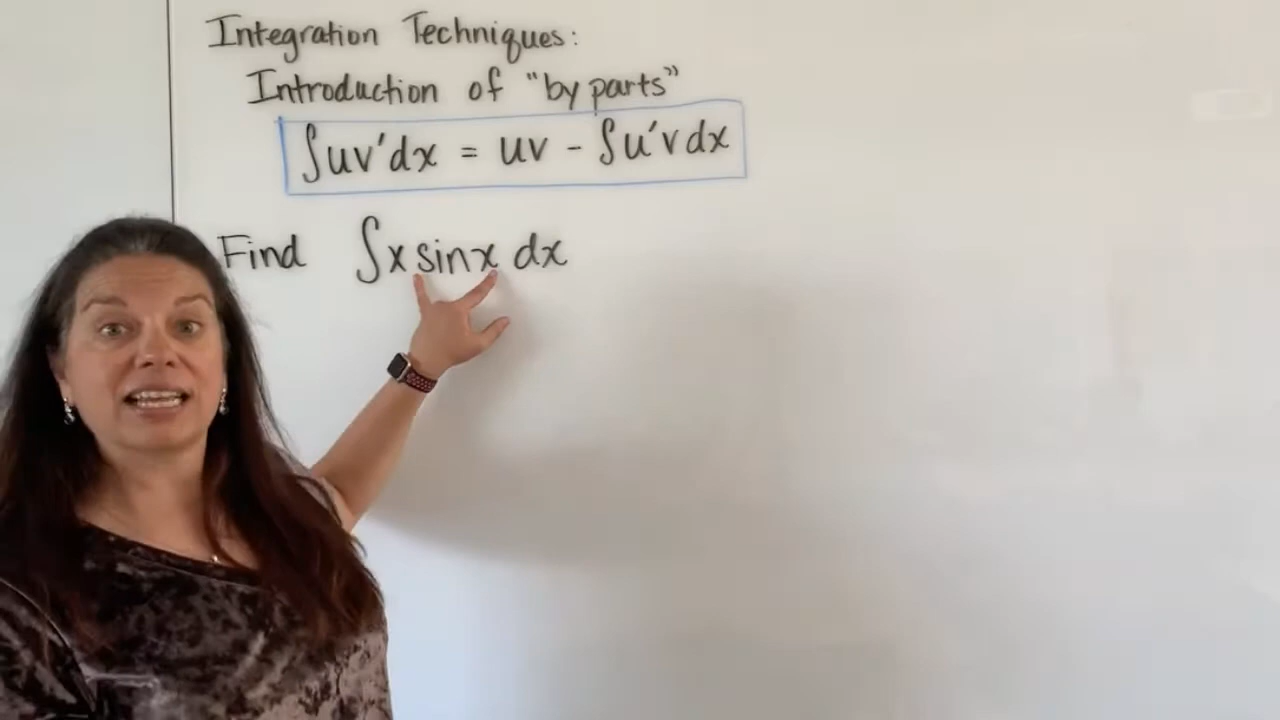 Integration Techniques:
Introduction of "by parts"
∫uv'dx = uv - ∫u'vdx
Find ∫x sinx dx